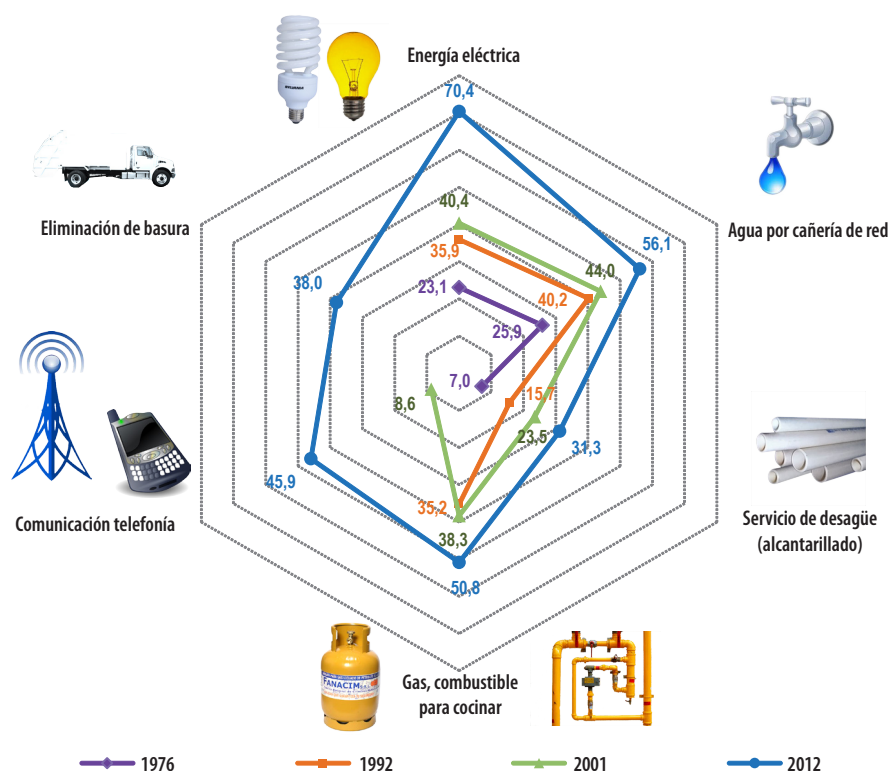 Energía eléctrica
70,4
Eliminación de basura
Agua por cañería de red
40,4
56,1
35,9
44,0
38,0
23,1
40,2
25,9
7,0
8,6
15,7
23,5
31,3
45,9
35,2
38,3
50,8
Comunicación telefonía
Servicio de desagüe
(alcantarillado)
FANACIM S.R.L.
Gas, combustible
para cocinar
1976
1992
2001
2012